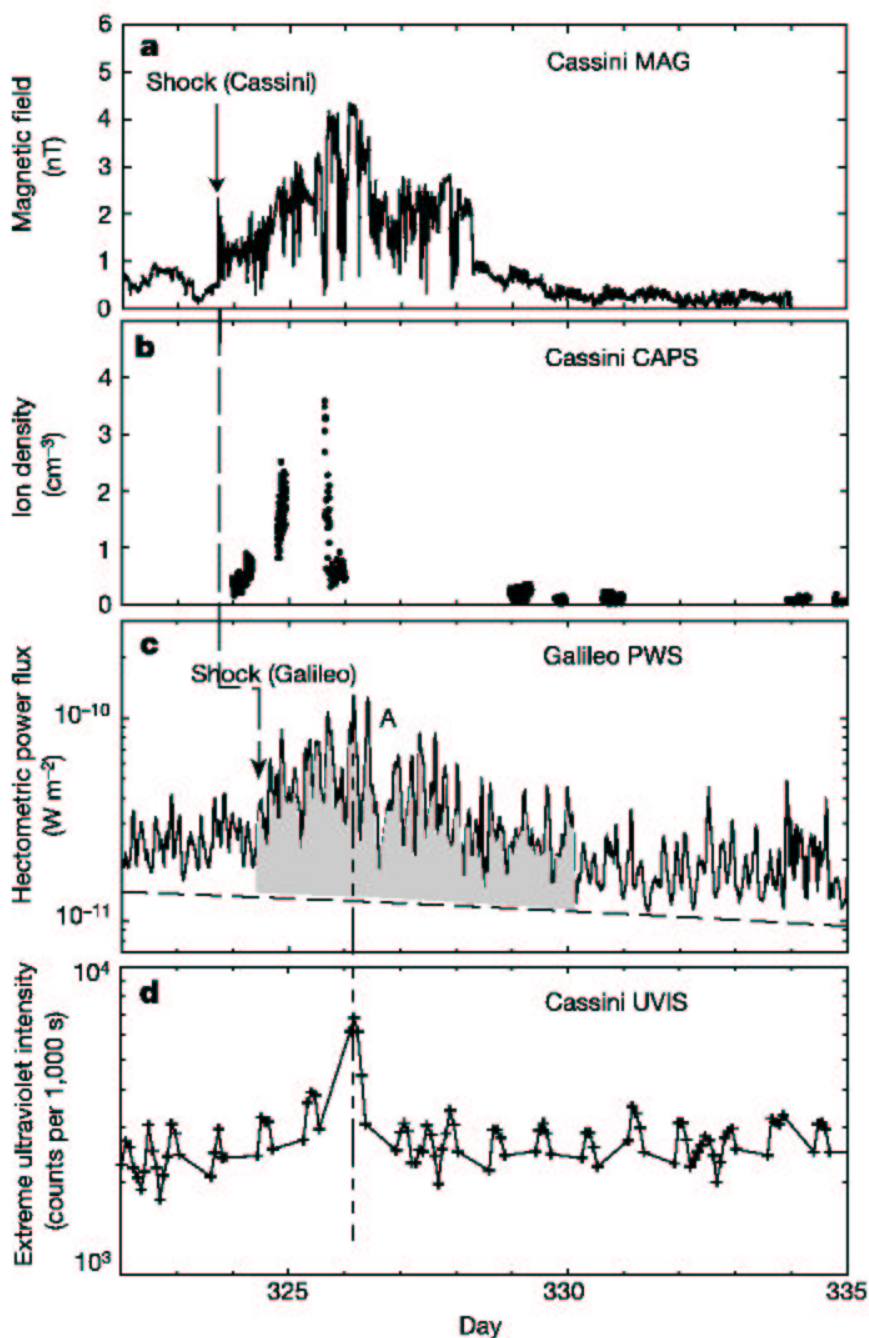 a
Cassini MAG
Shock (Cassini)
Magnetic field
(nT)
6
5
4
3
2
1
0
b
Cassini CAPS
Ion density
(cm⁻³)
4
3
2
1
0
c
Galileo PWS
Shock (Galileo)
A
Hectometric power flux
(W m⁻²)
10⁻¹⁰
10⁻¹¹
d
Cassini UVIS
Extreme ultraviolet intensity
(counts per 1,000 s)
10⁴
10³
325
330
335
Day